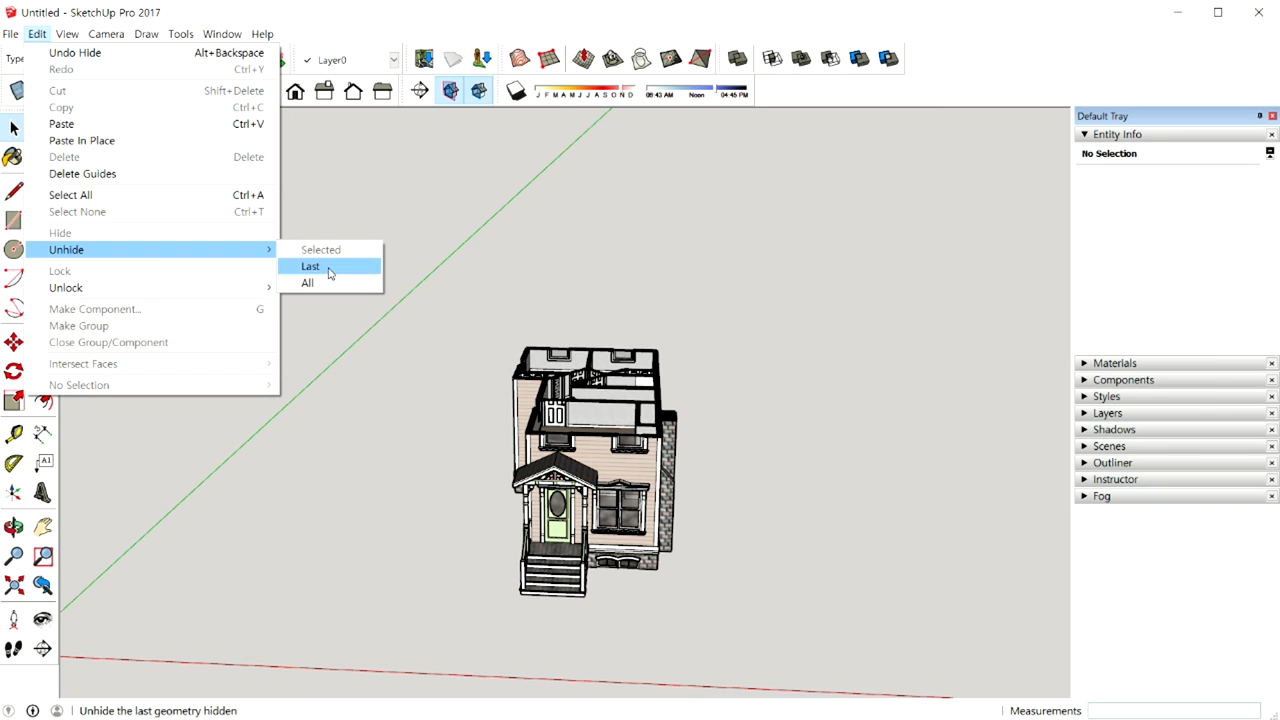 Untitled - SketchUp Pro 2017
File Edit View Camera Draw Tools Window Help
Undo Hide Alt+Backspace
Redo Ctrl+Y
Cut Shift+Delete
Copy Ctrl+C
Paste Ctrl+V
Paste In Place
Delete Delete
Delete Guides
Select All Ctrl+A
Select None Ctrl+T
Hide
Unhide
Lock
Unlock
Make Component... G
Make Group
Close Group/Component
Intersect Faces
No Selection
Selected
Last
All
Type
Layer0
J F M A M J J A S O N D
08:43 AM Noon 04:45 PM
A1
Default Tray
Entity Info
No Selection
Materials
Components
Styles
Layers
Shadows
Scenes
Outliner
Instructor
Fog
Unhide the last geometry hidden
Measurements